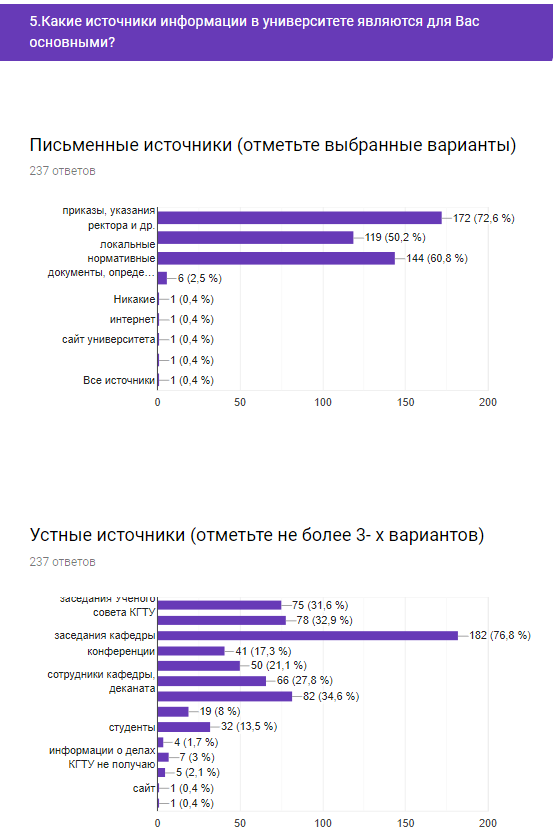 5.Какие источники информации в университете являются для Вас
основными?
Письменные источники (отметьте выбранные варианты)
237 ответов
приказы, указания
ректора и др.
172 (72,6 %)
119 (50,2 %)
локальные
нормативные
документы, опреде…
144 (60,8 %)
6 (2,5 %)
Никакие
1 (0,4 %)
интернет
1 (0,4 %)
сайт университета
1 (0,4 %)
1 (0,4 %)
Все источники
1 (0,4 %)
0 50 100 150 200
Устные источники (отметьте не более 3- х вариантов)
237 ответов
заседания Ученого
совета КГТУ
75 (31,6 %)
78 (32,9 %)
заседания кафедры
182 (76,8 %)
конференции
41 (17,3 %)
50 (21,1 %)
сотрудники кафедры,
деканата
66 (27,8 %)
82 (34,6 %)
19 (8 %)
студенты
32 (13,5 %)
4 (1,7 %)
информации о делах
КГТУ не получаю
7 (3 %)
5 (2,1 %)
сайт
1 (0,4 %)
1 (0,4 %)
0 50 100 150 200